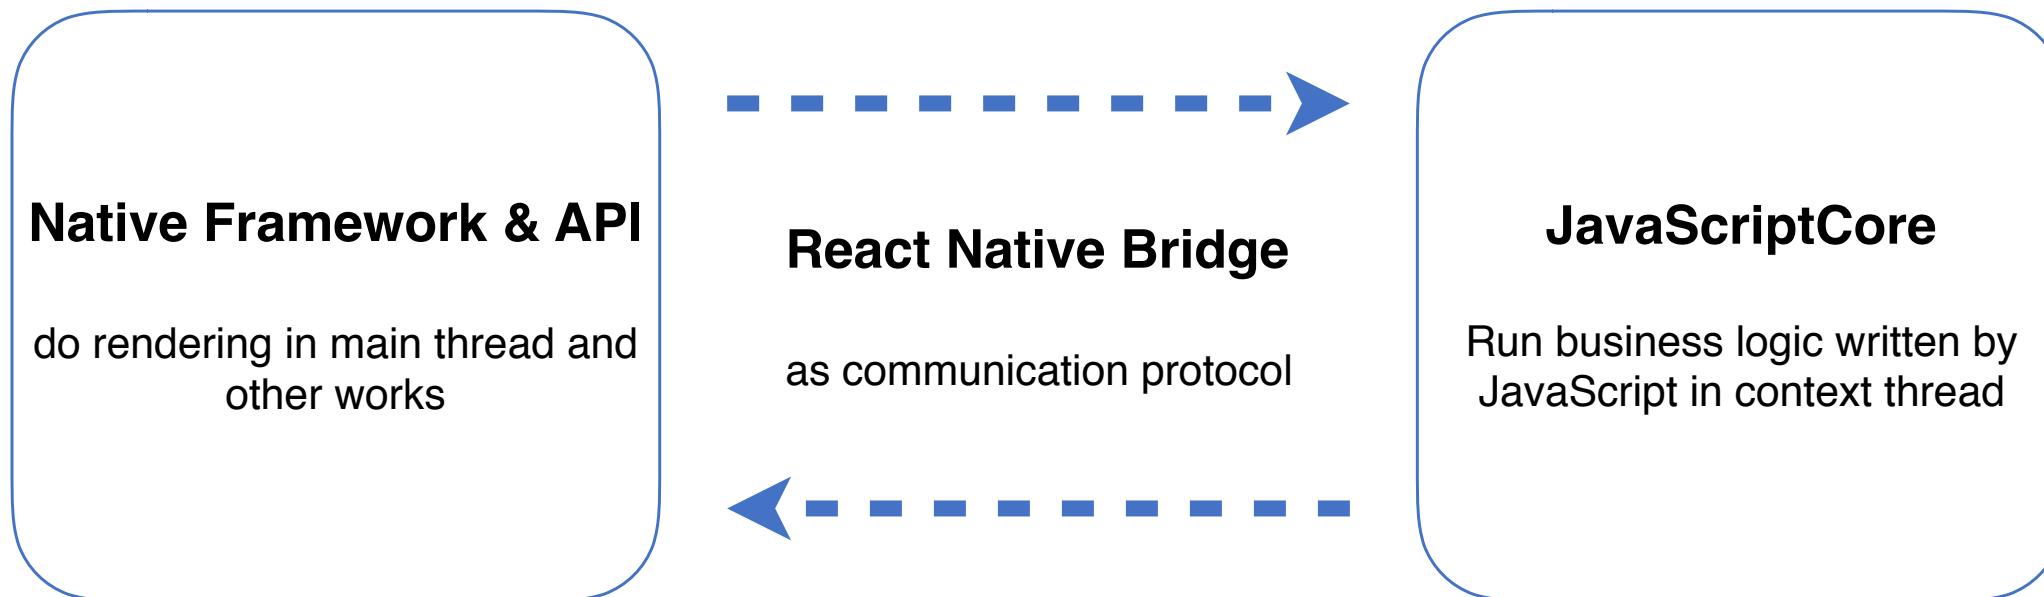 Native Framework & API
do rendering in main thread and
other works
React Native Bridge
as communication protocol
JavaScriptCore
Run business logic written by
JavaScript in context thread